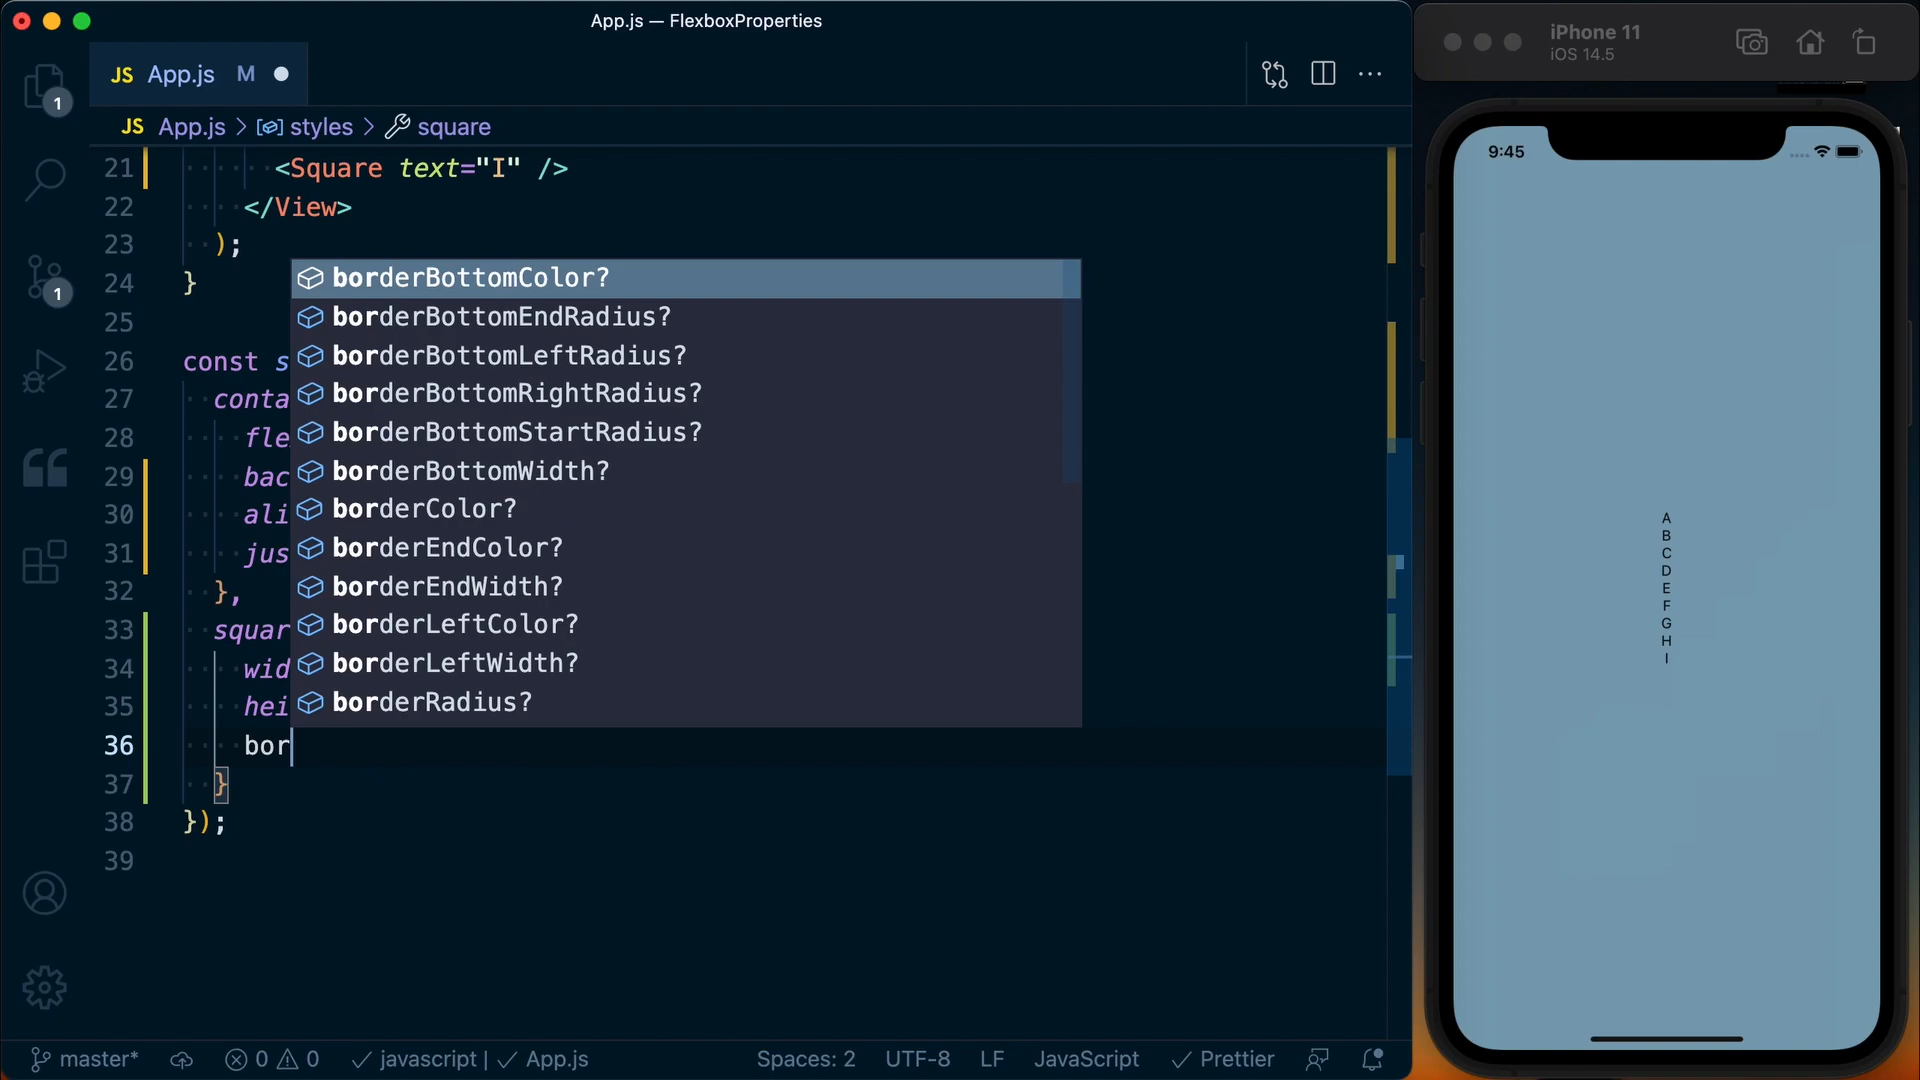 App.js — FlexboxProperties
JS App.js M
JS App.js > styles > square
1
1
21 <Square text="I" />
22 </View>
23 );
24 }
25
26 const s
27 conta
28 fle
29 bac
30 ali
31 jus
32 },
33 squar
34 wid
35 hei
36 bor
37 }
38 });
39
borderBottomColor?
borderBottomEndRadius?
borderBottomLeftRadius?
borderBottomRightRadius?
borderBottomStartRadius?
borderBottomWidth?
borderColor?
borderEndColor?
borderEndWidth?
borderLeftColor?
borderLeftWidth?
borderRadius?
master* 0 0 javascript | App.js Spaces: 2 UTF-8 LF JavaScript Prettier
iPhone 11
iOS 14.5
9:45
A
B
C
D
E
F
G
H
I